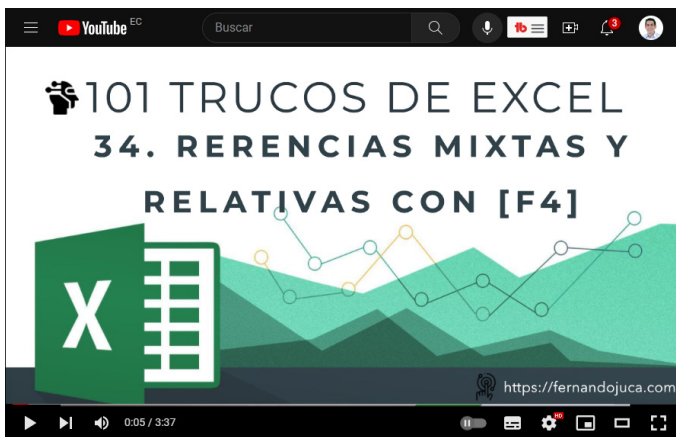 YouTube EC
Buscar
3
101 TRUCOS DE EXCEL
34. RERENCIAS MIXTAS Y
RELATIVAS CON [F4]
X
https://fernandojuca.com
0:05 / 3:37
HD